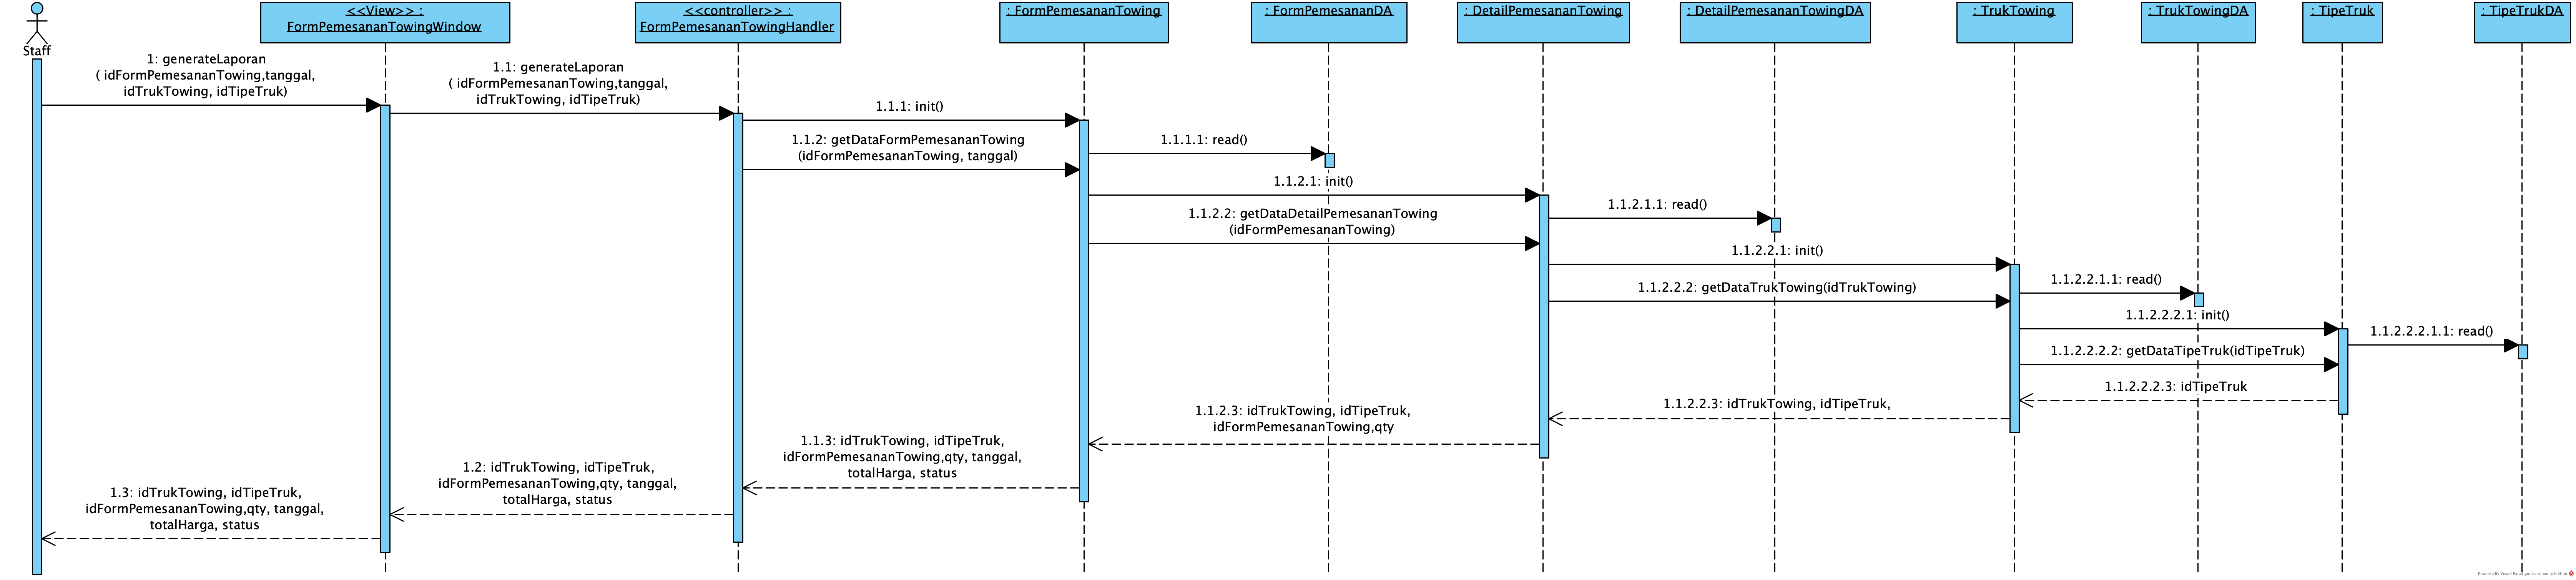 Staff
<<View>> :
FormPemesananTowingWindow
<<controller>> :
FormPemesananTowingHandler
: FormPemesananTowing
: FormPemesananDA
: DetailPemesananTowing
: DetailPemesananTowingDA
: TrukTowing
: TrukTowingDA
: TipeTruk
: TipeTrukDA
1: generateLaporan
( idFormPemesananTowing,tanggal,
idTrukTowing, idTipeTruk)
1.1: generateLaporan
( idFormPemesananTowing,tanggal,
idTrukTowing, idTipeTruk)
1.1.1: init()
1.1.2: getDataFormPemesananTowing
(idFormPemesananTowing, tanggal)
1.1.1.1: read()
1.1.2.1: init()
1.1.2.2: getDataDetailPemesananTowing
(idFormPemesananTowing)
1.1.2.1.1: read()
1.1.2.2.1: init()
1.1.2.2.2: getDataTrukTowing(idTrukTowing)
1.1.2.2.1.1: read()
1.1.2.2.2.1: init()
1.1.2.2.2.1.1: read()
1.1.2.2.2.2: getDataTipeTruk(idTipeTruk)
1.1.2.2.2.3: idTipeTruk
1.1.2.2.3: idTrukTowing, idTipeTruk,
1.1.2.3: idTrukTowing, idTipeTruk,
idFormPemesananTowing,qty
1.1.3: idTrukTowing, idTipeTruk,
idFormPemesananTowing,qty, tanggal,
totalHarga, status
1.2: idTrukTowing, idTipeTruk,
idFormPemesananTowing,qty, tanggal,
totalHarga, status
1.3: idTrukTowing, idTipeTruk,
idFormPemesananTowing,qty, tanggal,
totalHarga, status
Powered By Visual Paradigm Community Edition